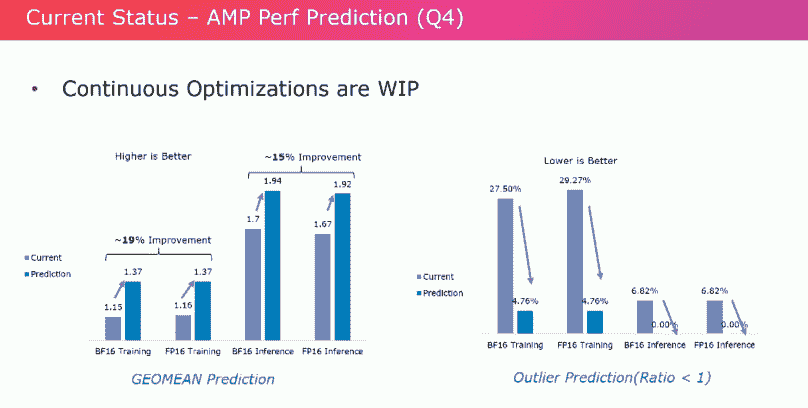 Current Status – AMP Perf Prediction (Q4)
• Continuous Optimizations are WIP
Higher is Better
~15% Improvement
1.94
1.92
1.7
1.67
~19% Improvement
1.37
1.37
1.15
1.16
Current
Prediction
BF16 Training
FP16 Training
BF16 Inference
FP16 Inference
GEOMEAN Prediction
Lower is Better
27.50%
29.27%
Current
Prediction
4.76%
4.76%
6.82%
6.82%
0.00%
0.00%
BF16 Training
FP16 Training
BF16 Inference
FP16 Inference
Outlier Prediction(Ratio < 1)